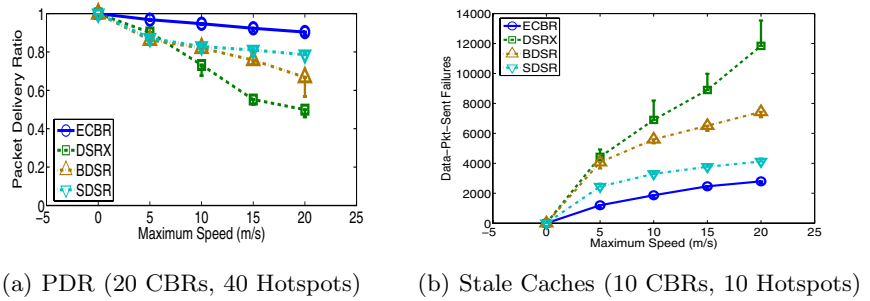 1
0.8
0.6
0.4
0.2
0
Packet Delivery Ratio
ECBR
DSRX
BDSR
SDSR
−5 0 5 10 15 20 25
Maximum Speed (m/s)
(a) PDR (20 CBRs, 40 Hotspots)
14000
12000
10000
8000
6000
4000
2000
0
Data−Pkt−Sent Failures
ECBR
DSRX
BDSR
SDSR
−5 0 5 10 15 20 25
Maximum Speed (m/s)
(b) Stale Caches (10 CBRs, 10 Hotspots)